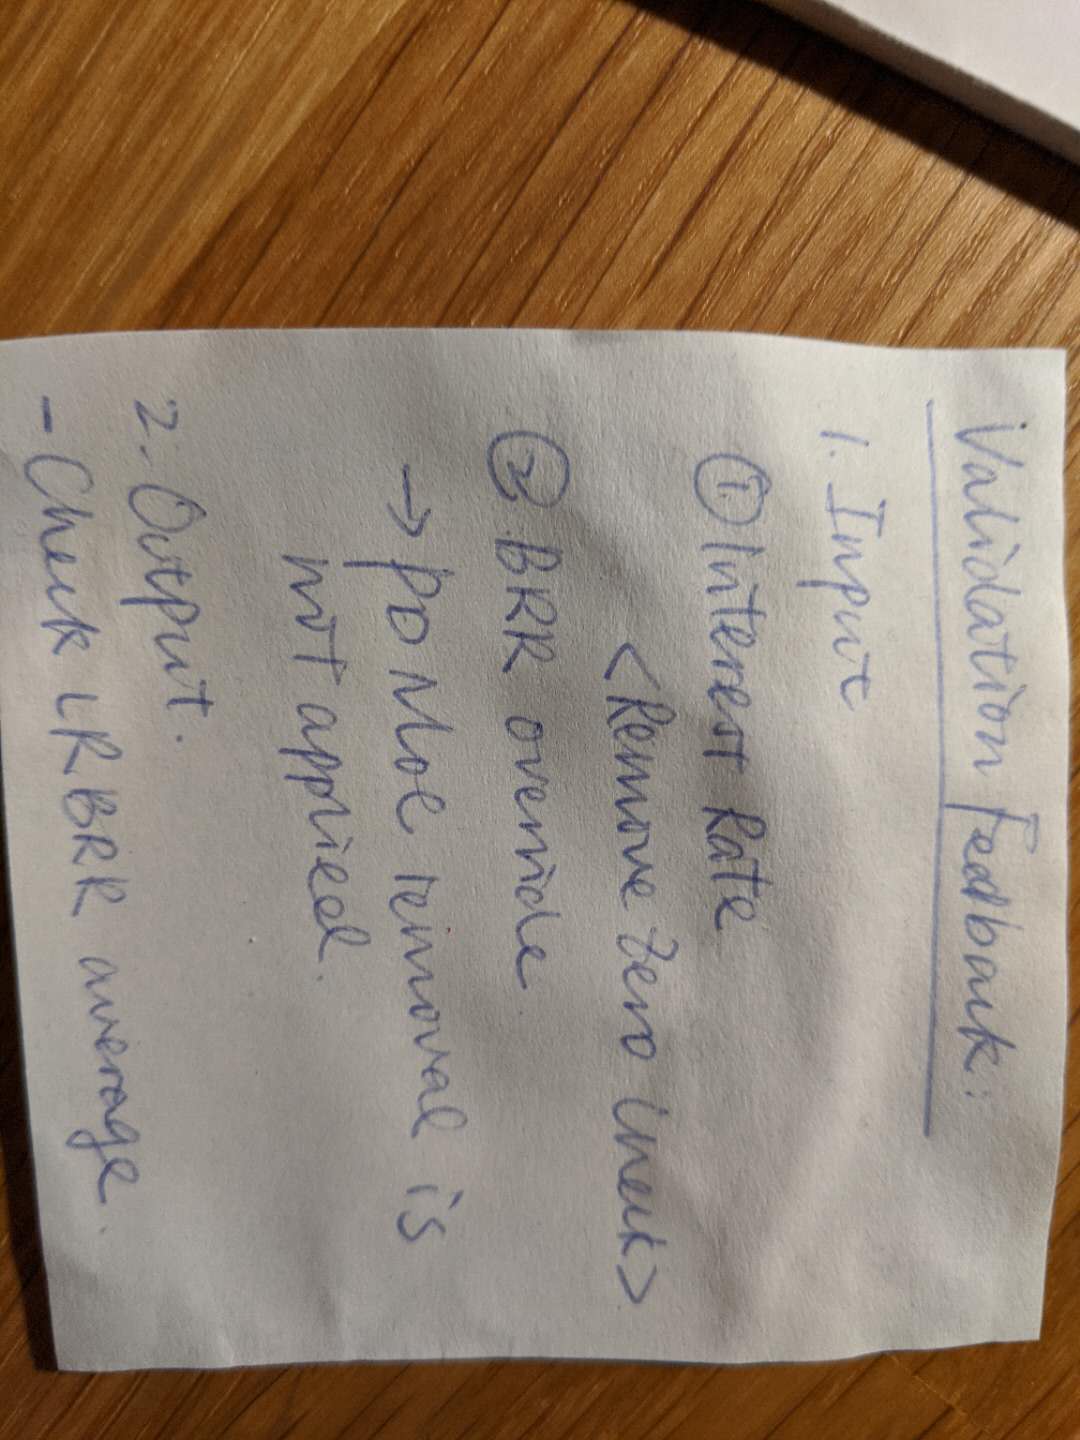 Validation Feedback:
1. Input
① Interest Rate
<Remove Zero Check>
② BRR override
→ PD MoC removal is
not applied.
2. Output.
- Check LRBRR average.